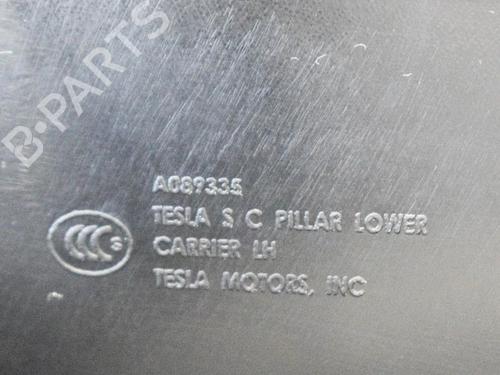 B-PARTS
A089335
TESLA S C PILLAR LOWER
CARRIER LH
TESLA MOTORS, INC
CCC S